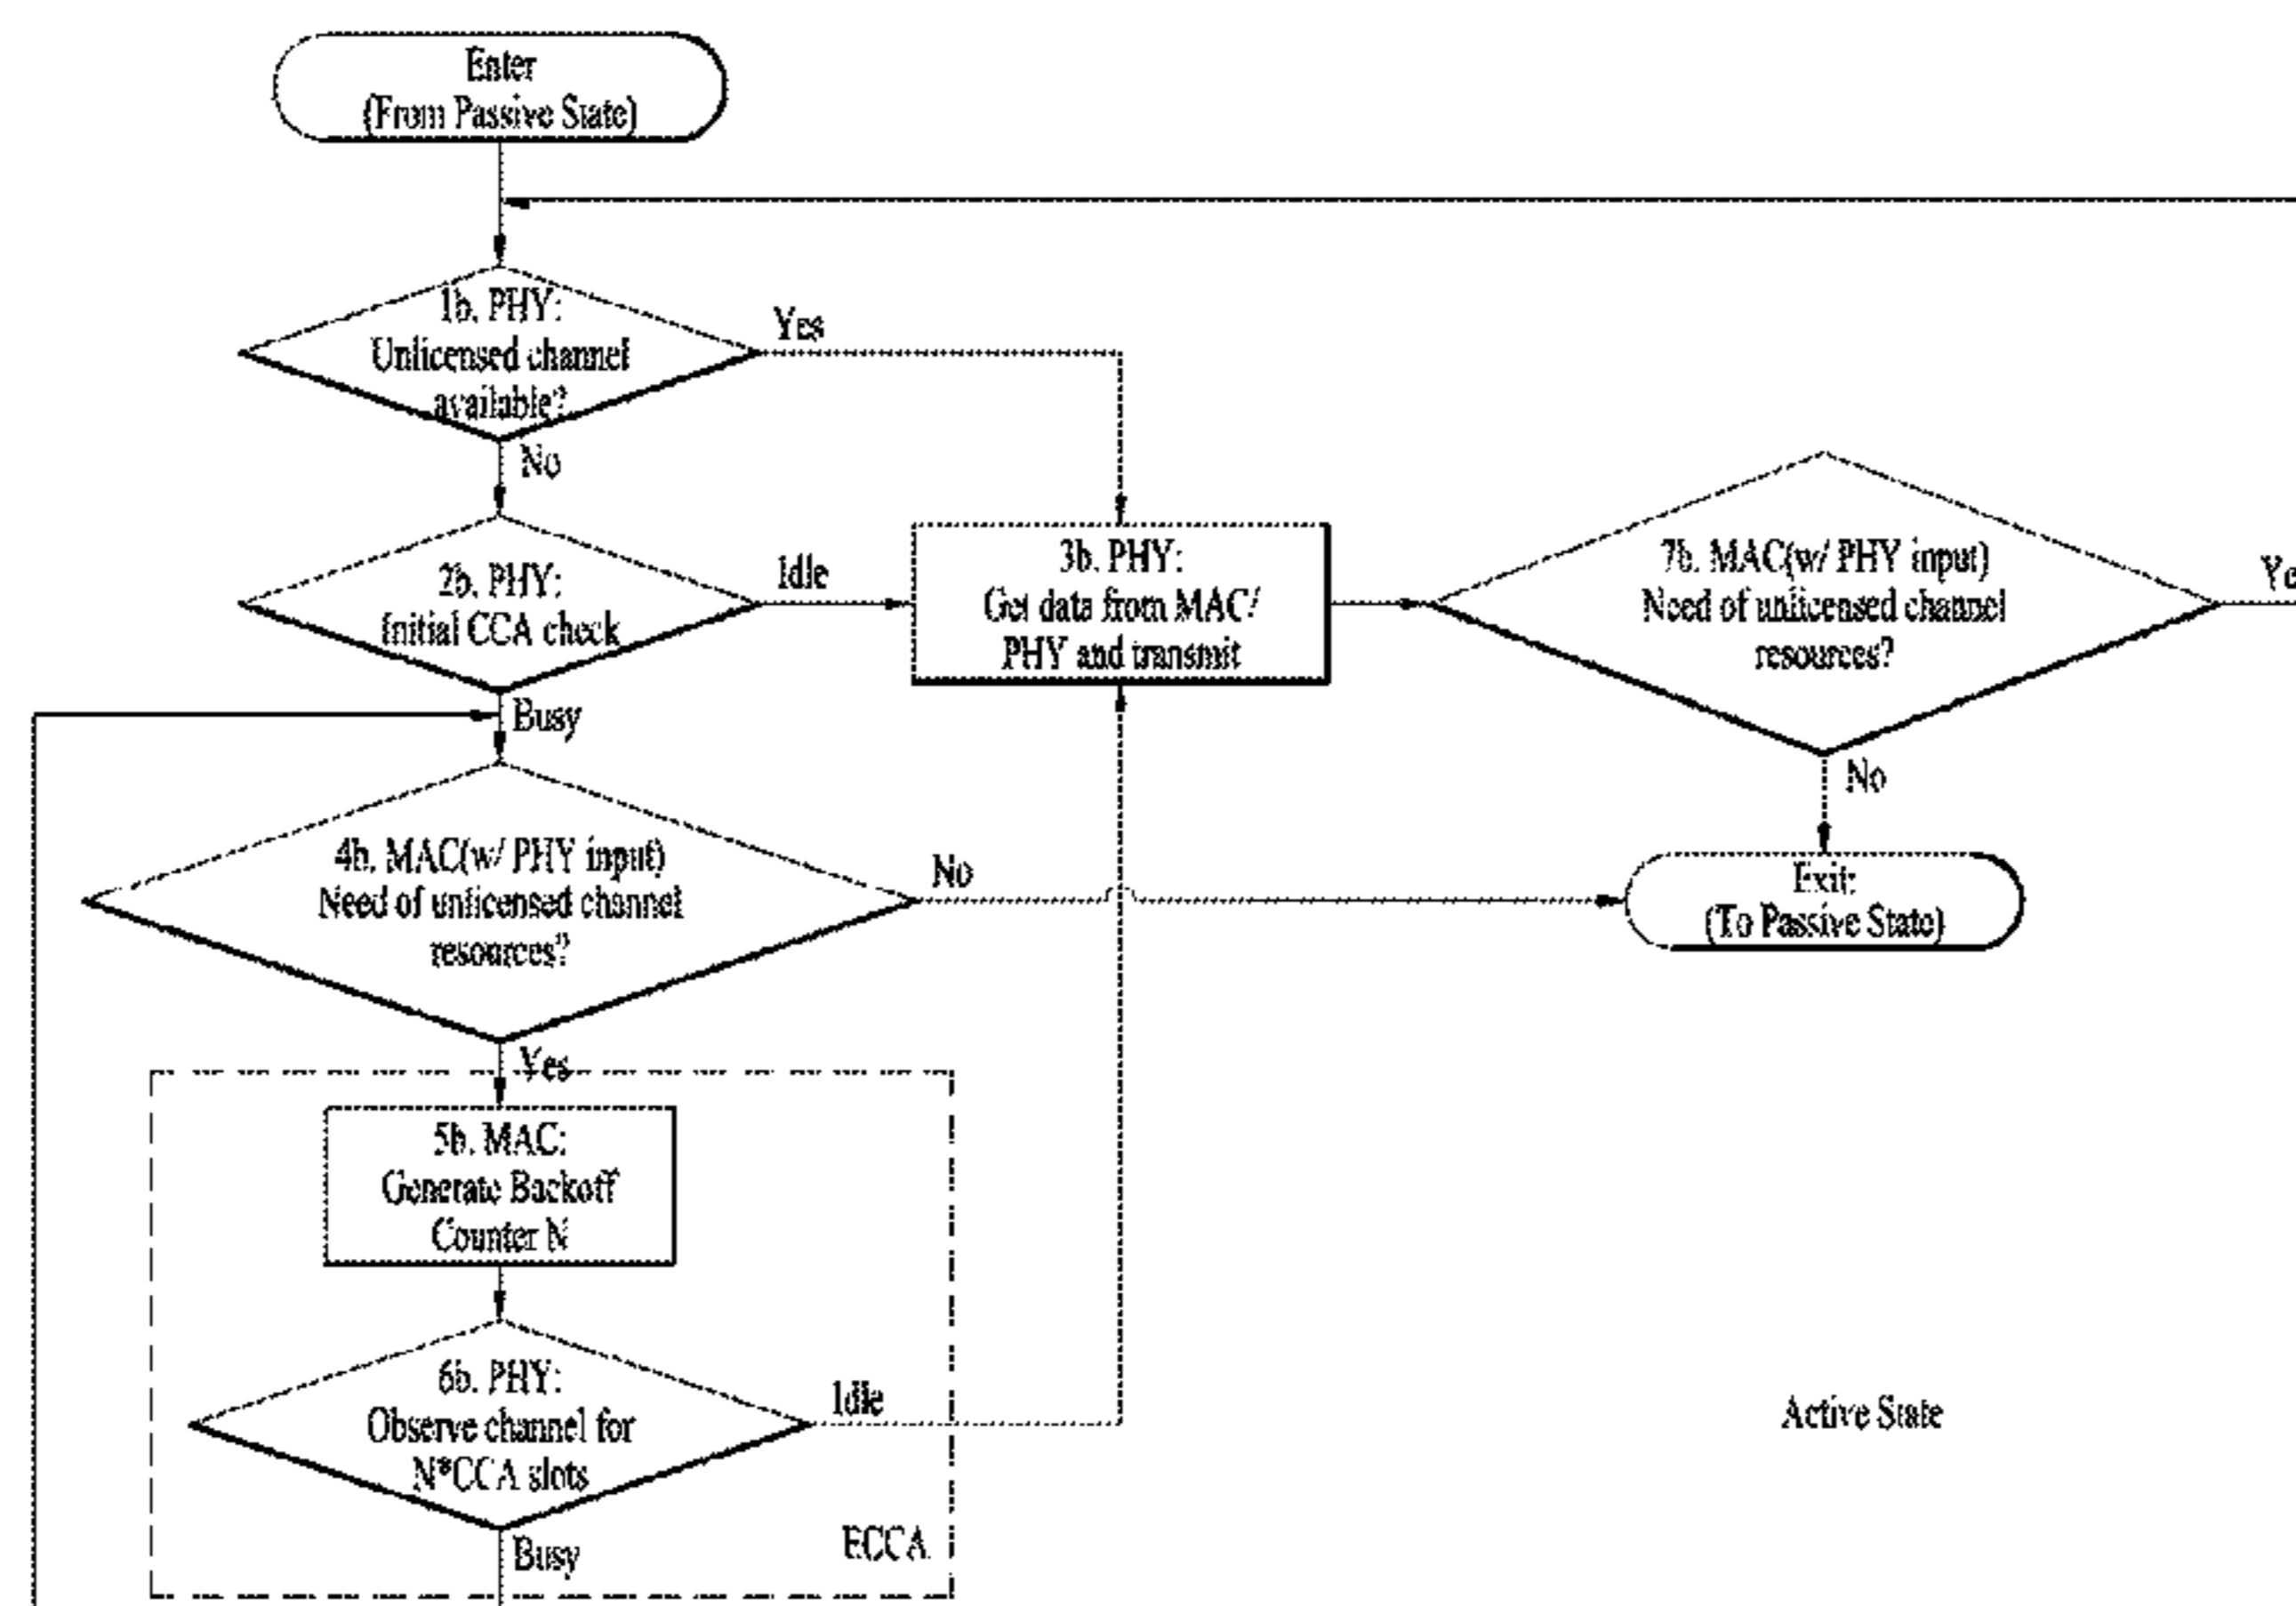 Enter
(From Passive State)
1b. PHY:
Unlicensed channel
available?
Yes
No
2b. PHY:
Initial CCA check
Idle
Busy
3b. PHY:
Get data from MAC/
PHY and transmit
7b. MAC(w/ PHY input)
Need of unlicensed channel
resources?
Ye
No
4b. MAC(w/ PHY input)
Need of unlicensed channel
resources?
No
Exit:
(To Passive State)
Yes
5b. MAC:
Generate Backoff
Counter N
6b. PHY:
Observe channel for
N*CCA slots
Idle
Busy
ECCA
Active State